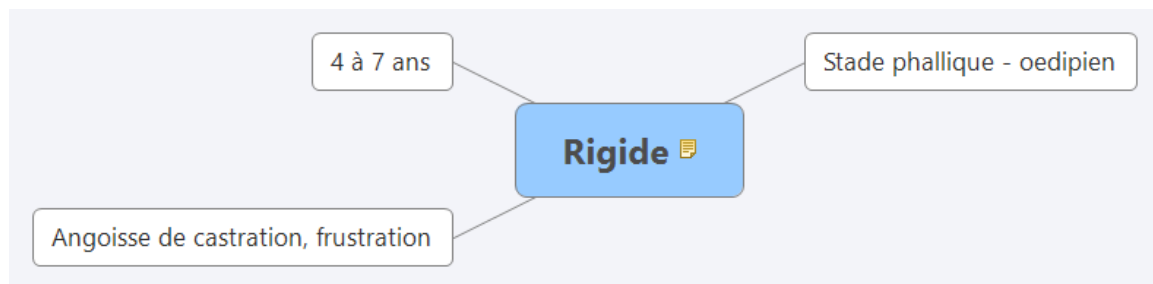 4 à 7 ans
Stade phallique - oedipien
Rigide
Angoisse de castration, frustration